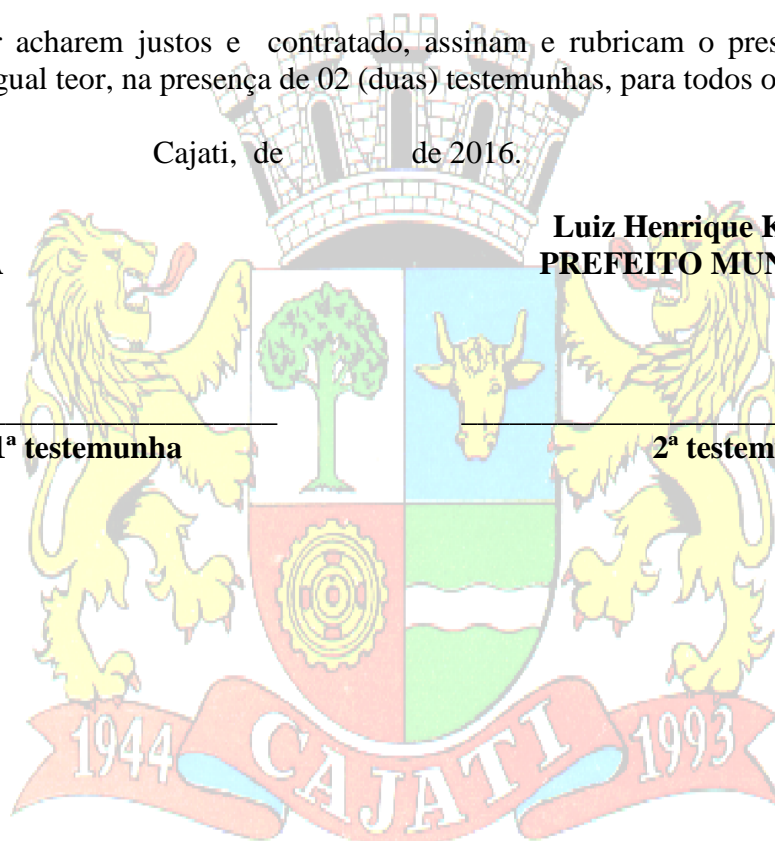 acharem justos e contratado, assinam e rubricam o pres
gual teor, na presença de 02 (duas) testemunhas, para todos o
Cajati, de de 2016.
Luiz Henrique K
PREFEITO MUN
1ª testemunha
2ª testem
1944 CAJATI 1993